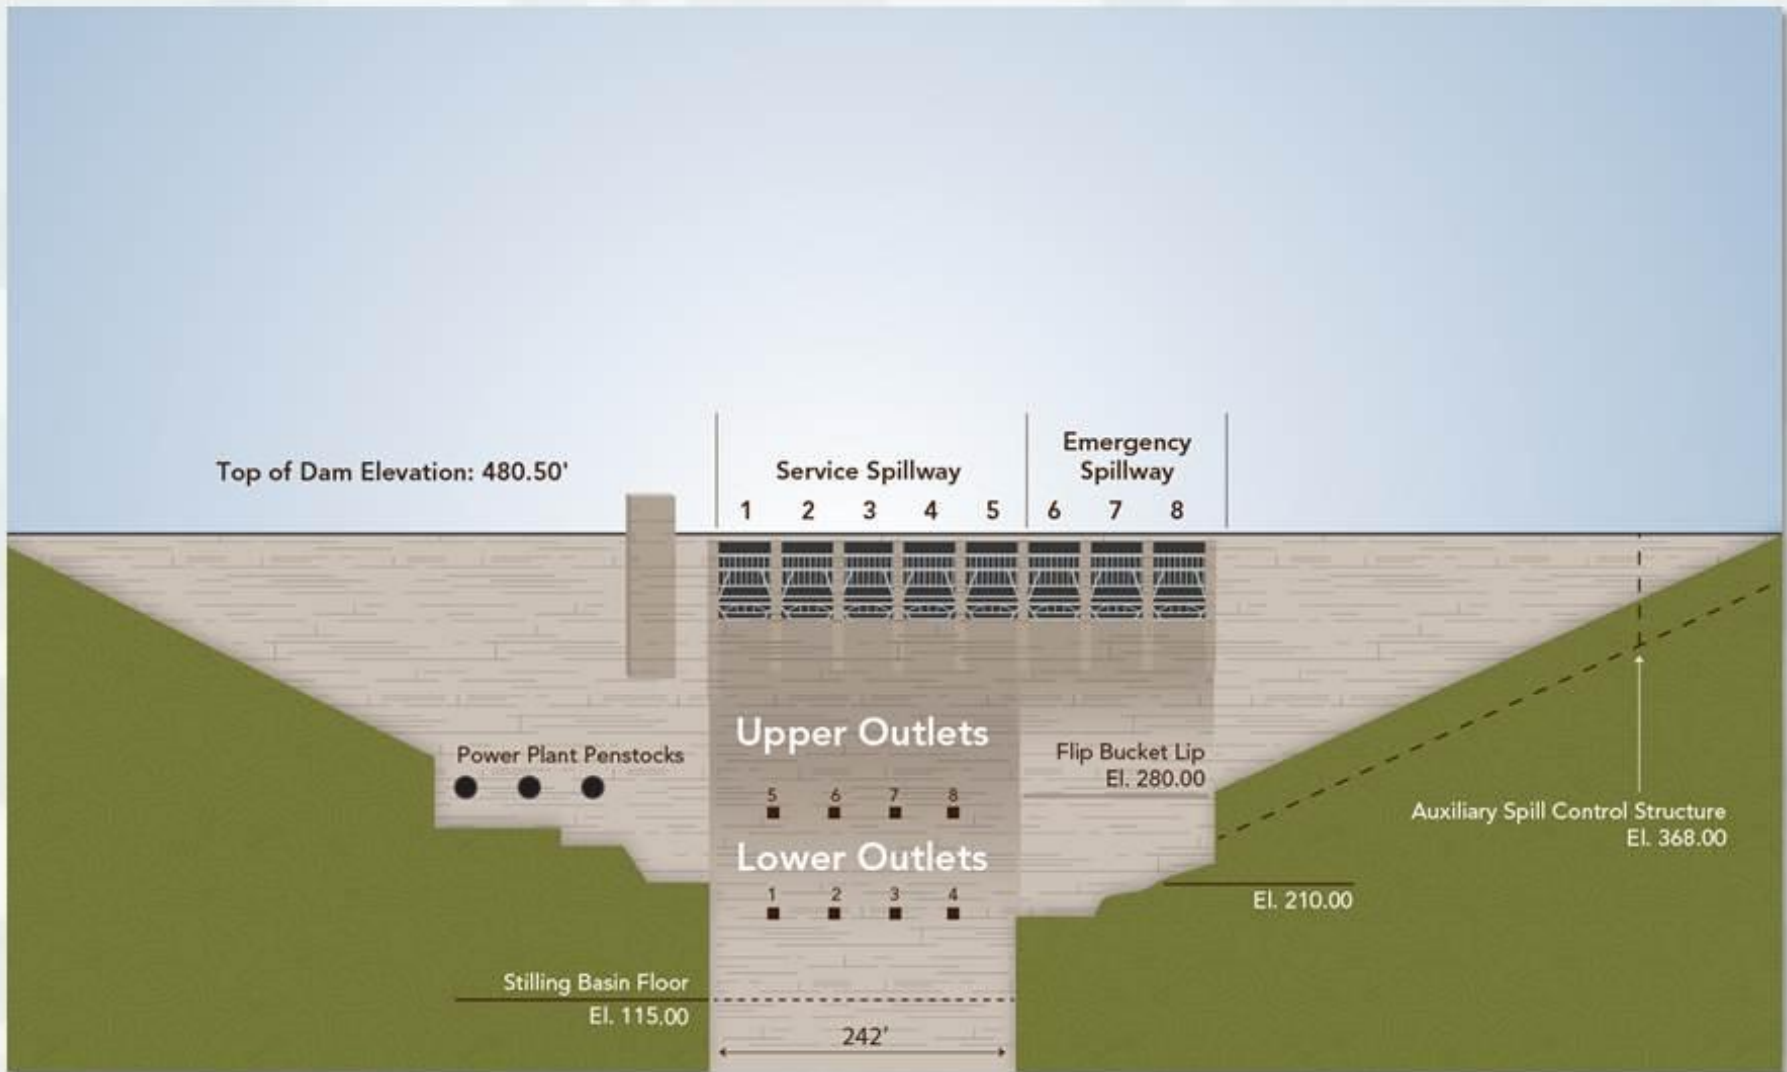 Top of Dam Elevation: 480.50'
Service Spillway
1 2 3 4 5
Emergency
Spillway
6 7 8
Upper Outlets
Power Plant Penstocks
Flip Bucket Lip
El. 280.00
5 6 7 8
Auxiliary Spill Control Structure
El. 368.00
Lower Outlets
1 2 3 4
El. 210.00
Stilling Basin Floor
El. 115.00
242'